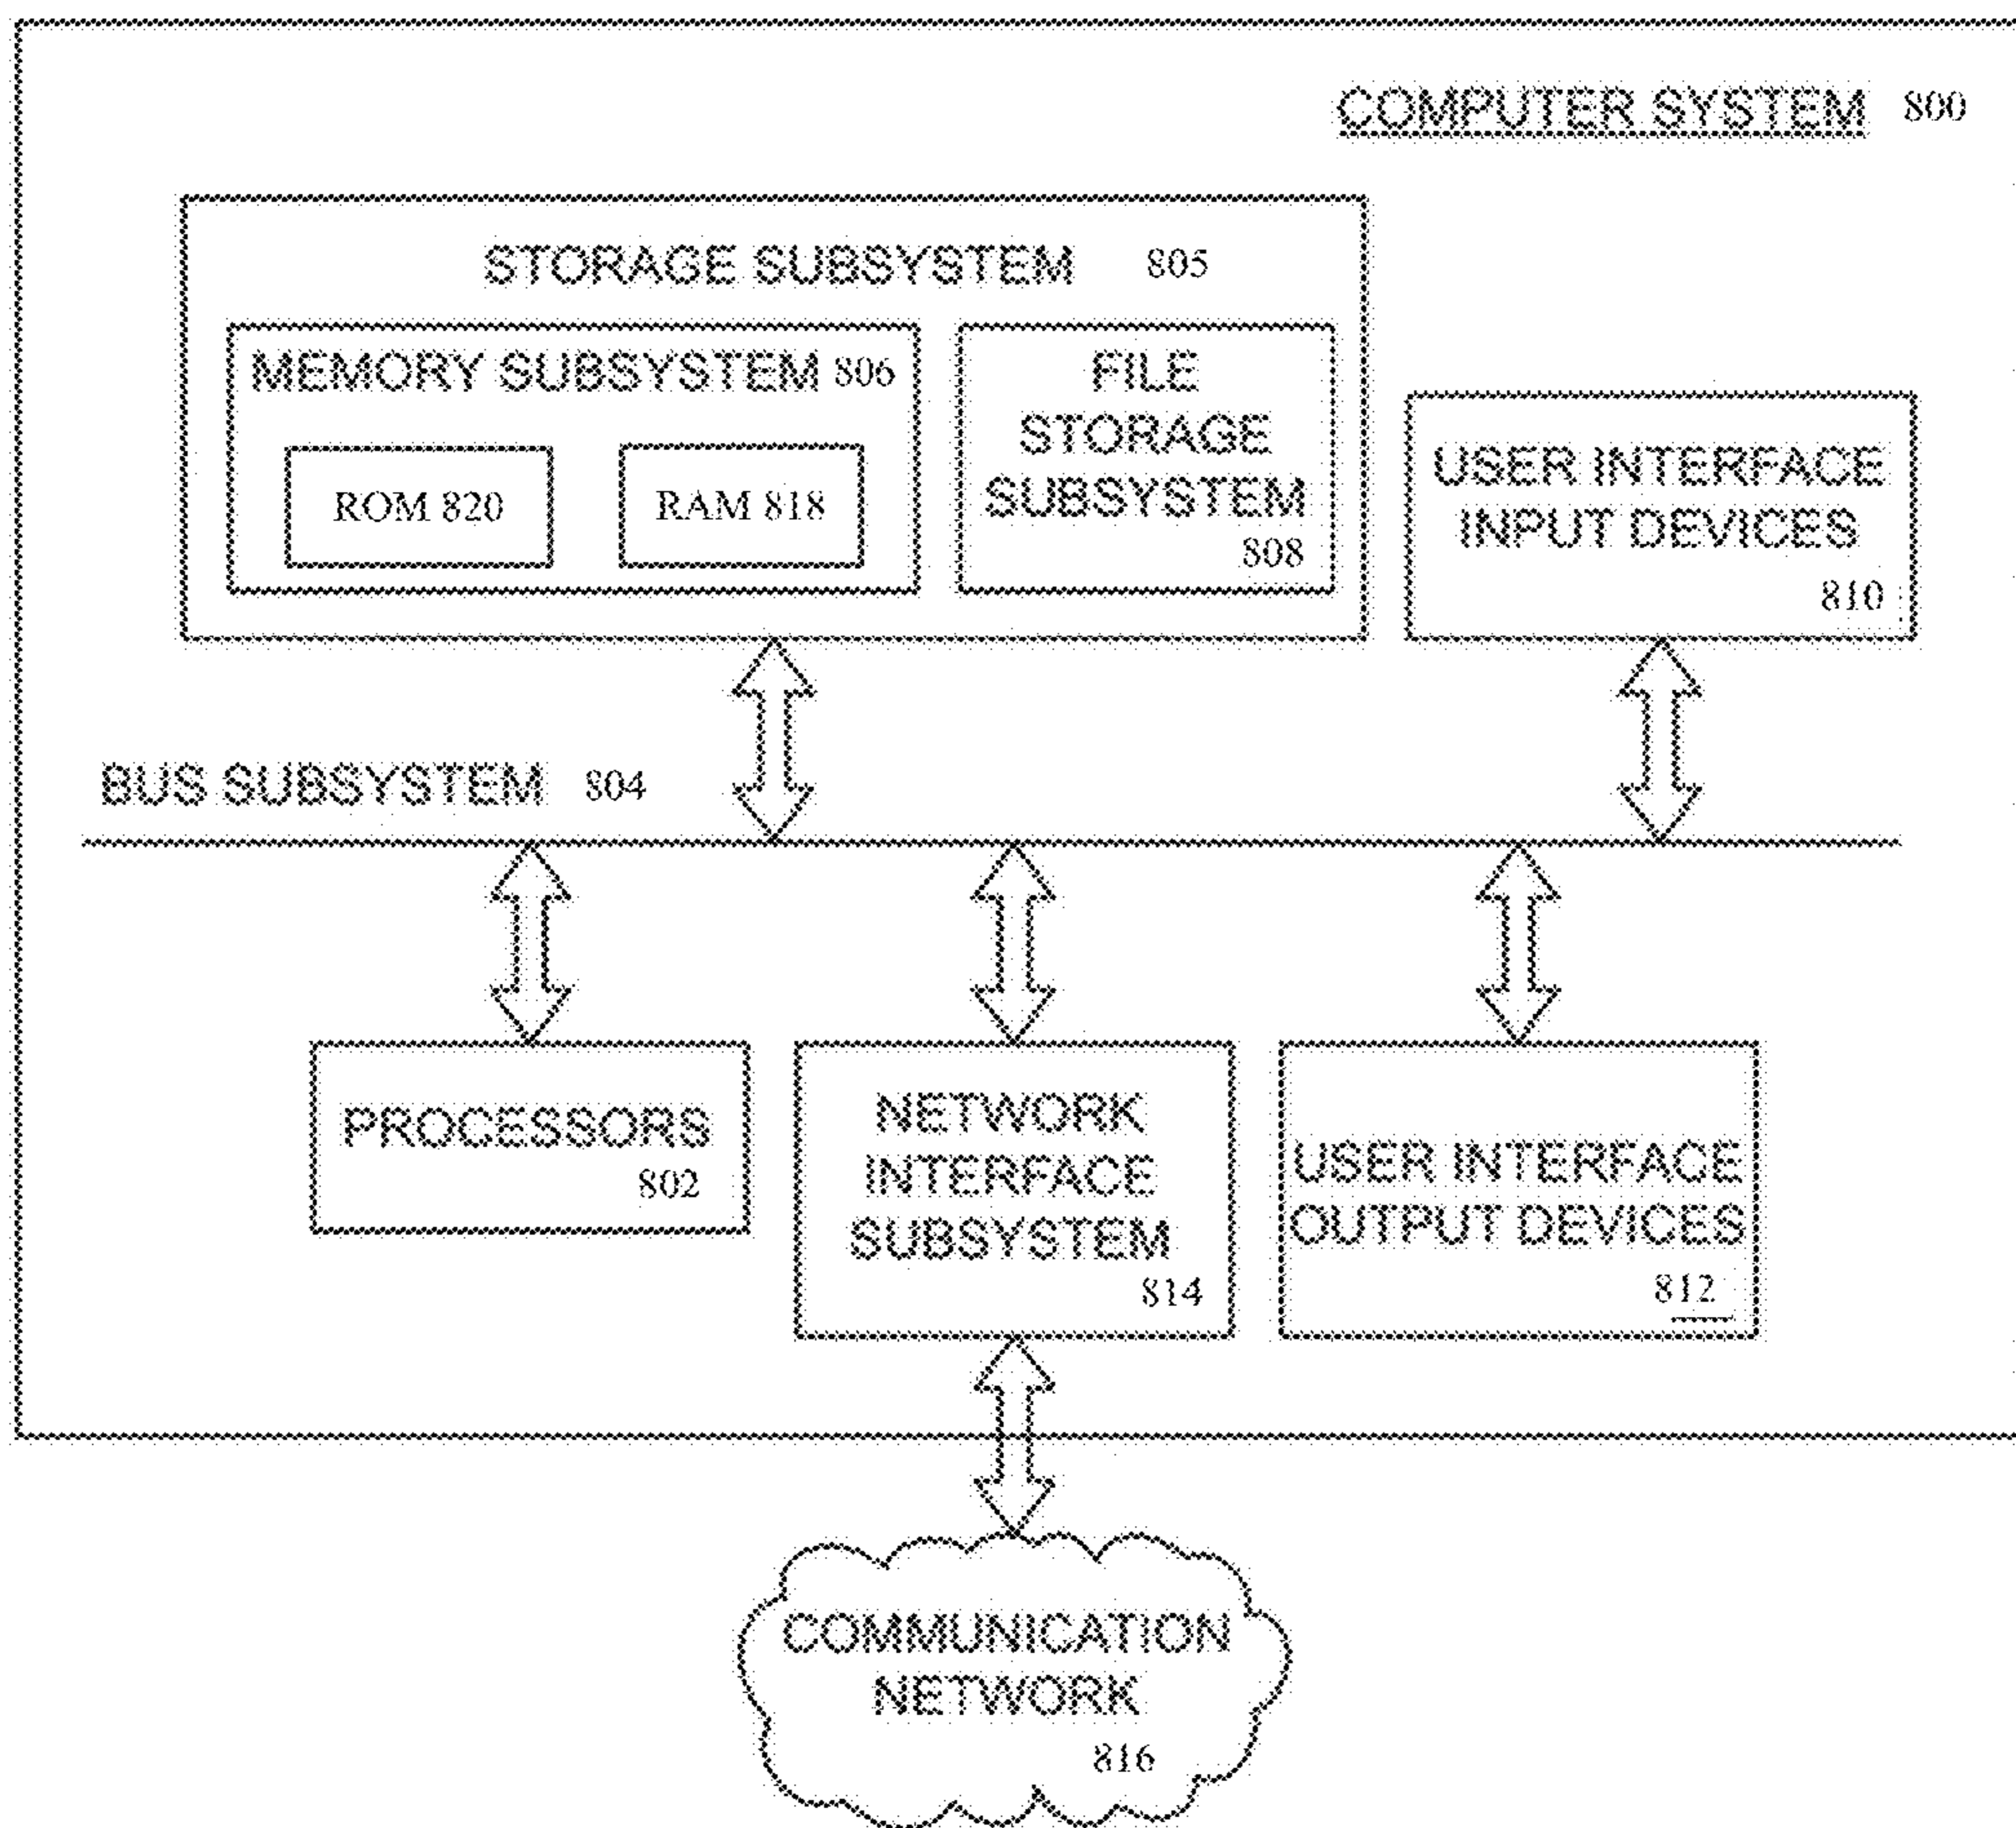 COMPUTER SYSTEM 800
STORAGE SUBSYSTEM 805
MEMORY SUBSYSTEM 806
ROM 820
RAM 818
FILE
STORAGE
SUBSYSTEM
808
USER INTERFACE
INPUT DEVICES
810
BUS SUBSYSTEM 804
PROCESSORS
802
NETWORK
INTERFACE
SUBSYSTEM
814
USER INTERFACE
OUTPUT DEVICES
812
COMMUNICATION
NETWORK
816